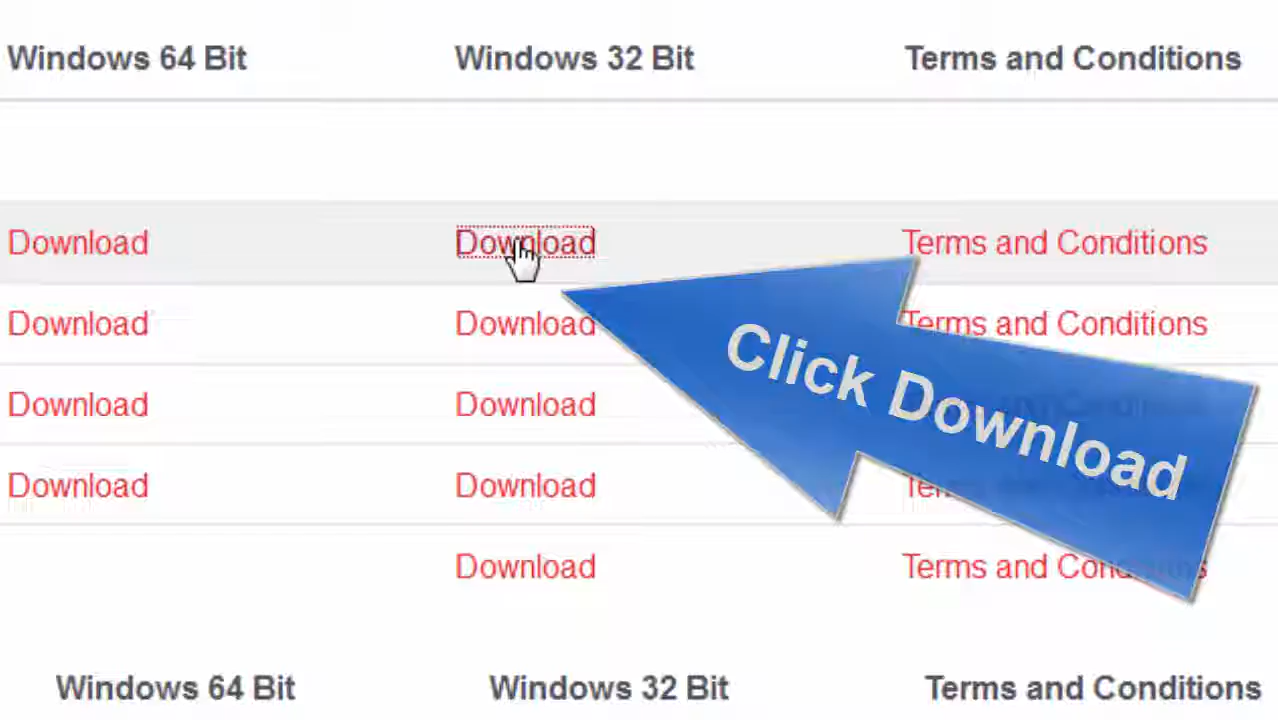 Windows 64 Bit Windows 32 Bit Terms and Conditions
Download Download Terms and Conditions
Download Download Terms and Conditions
Download Download
Download Download
Download Terms and Conditions
Click Download
Windows 64 Bit Windows 32 Bit Terms and Conditions